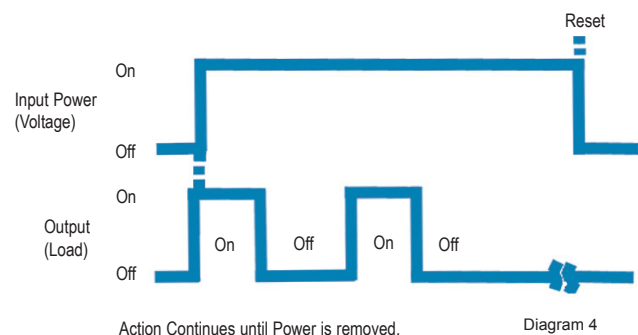 Reset
On
Input Power
(Voltage)
Off
On
Output
(Load)
On
Off
On
Off
Off
Action Continues until Power is removed.
Diagram 4